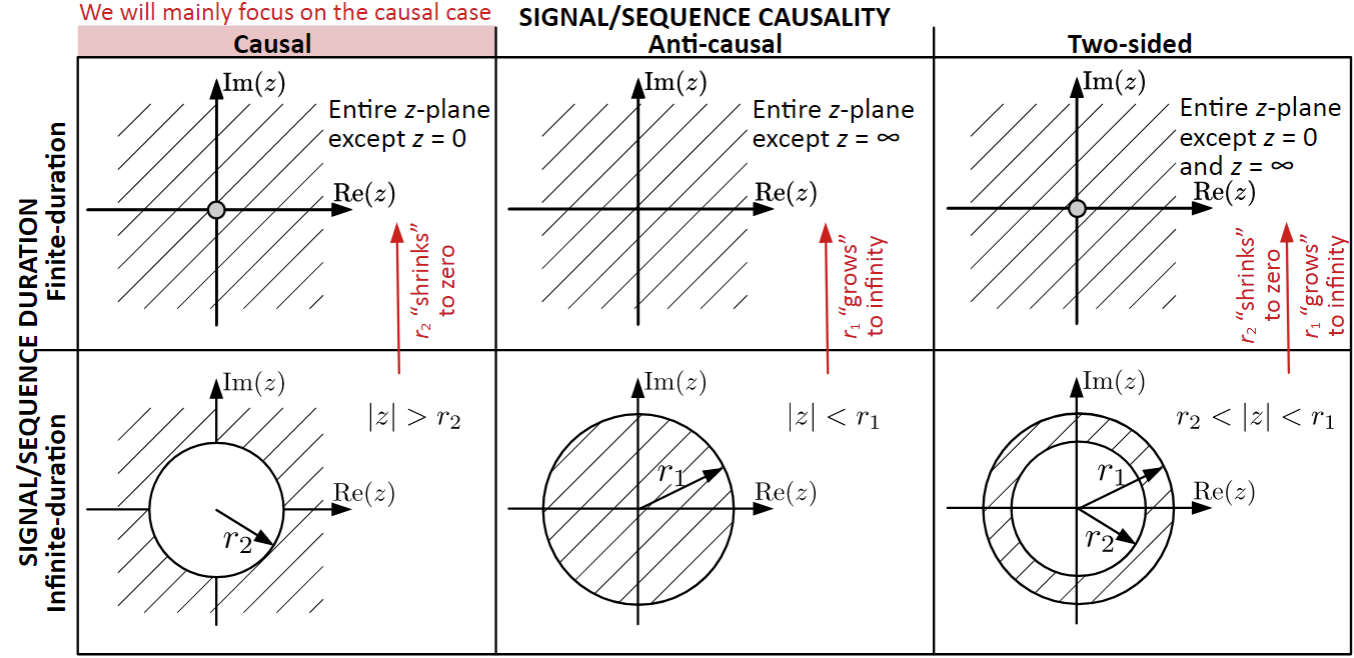 We will mainly focus on the causal case
SIGNAL/SEQUENCE CAUSALITY
Causal
Anti-causal
Two-sided
SIGNAL/SEQUENCE DURATION
Finite-duration
Im(z)
Entire z-plane
except z = 0
Re(z)
r₂ “shrinks”
to zero
Im(z)
Entire z-plane
except z = ∞
Re(z)
r₁ “grows”
to infinity
Im(z)
Entire z-plane
except z = 0
and z = ∞
Re(z)
r₂ “shrinks”
to zero
r₁ “grows”
to infinity
Infinite-duration
Im(z)
|z| > r₂
Re(z)
r₂
Im(z)
|z| < r₁
r₁
Re(z)
Im(z)
r₂ < |z| < r₁
r₁
Re(z)
r₂